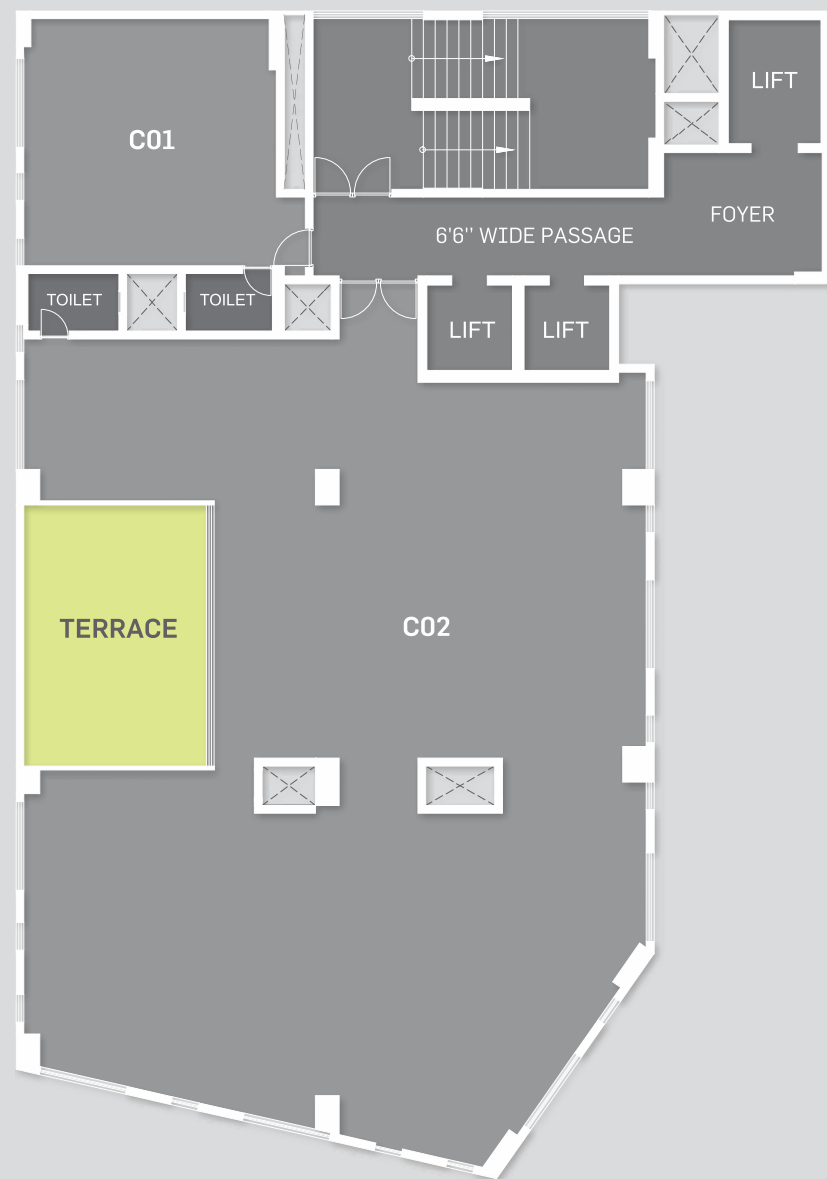 LIFT
C01
FOYER
6'6'' WIDE PASSAGE
TOILET
TOILET
LIFT
LIFT
TERRACE
C02